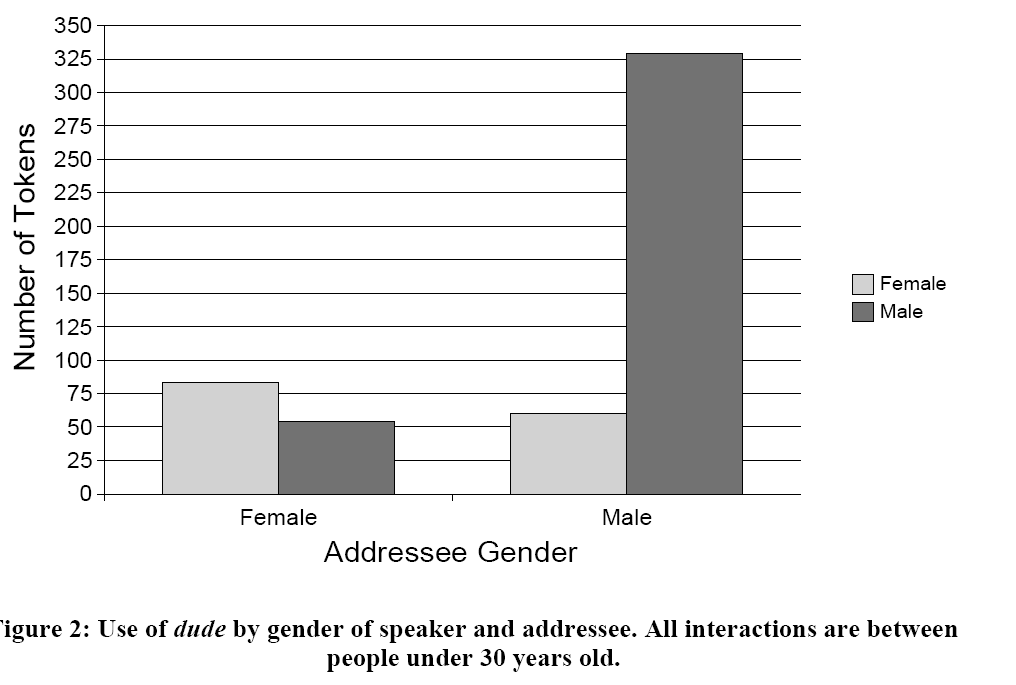 350
325
300
275
250
225
200
175
150
125
100
75
50
25
0
Number of Tokens
Female
Male
Female Male
Addressee Gender
igure 2: Use of dude by gender of speaker and addressee. All interactions are between
people under 30 years old.